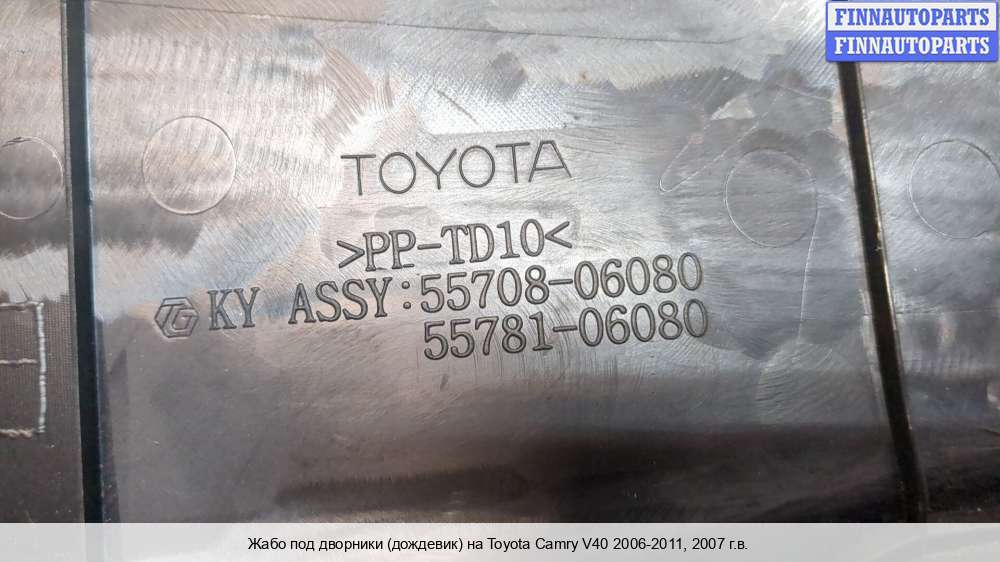 FINNAUTOPARTS
FINNAUTOPARTS
TOYOTA
>PP-TD10<
KY ASSY:55708-06080
55781-06080
Жабо под дворники (дождевик) на Toyota Camry V40 2006-2011, 2007 г.в.